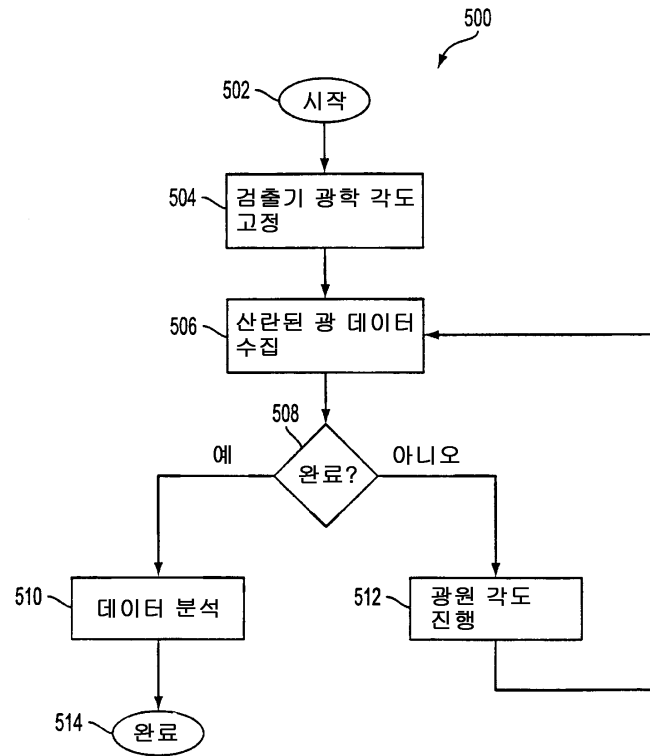 500
502
시작
504
검출기 광학 각도
고정
506
산란된 광 데이터
수집
508
완료?
예
아니오
510
데이터 분석
512
광원 각도
진행
514
완료